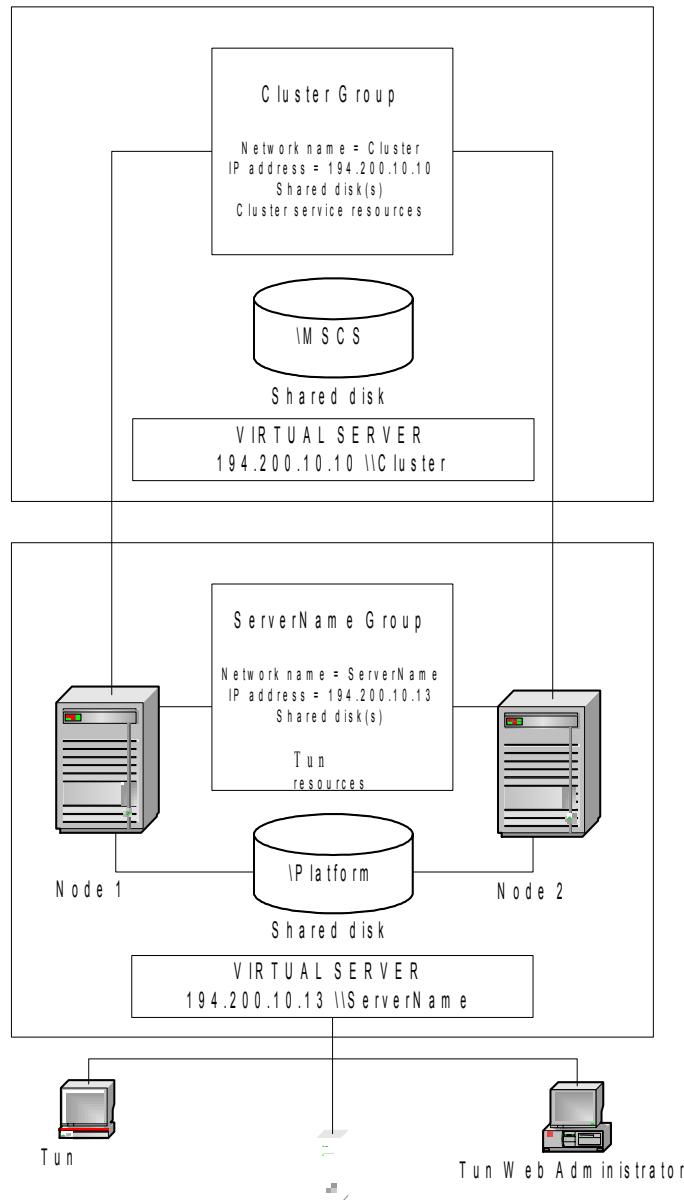 Cluster Group
Network name = Cluster
IP address = 194.200.10.10
Shared disk(s)
Cluster service resources
\MSCS
Shared disk
VIRTUAL SERVER
194.200.10.10 \\Cluster
ServerName Group
Network name = ServerName
IP address = 194.200.10.13
Shared disk(s)
Tun
resources
Node 1
\Platform
Node 2
Shared disk
VIRTUAL SERVER
194.200.10.13 \\ServerName
Tun
Tun Web Administrator